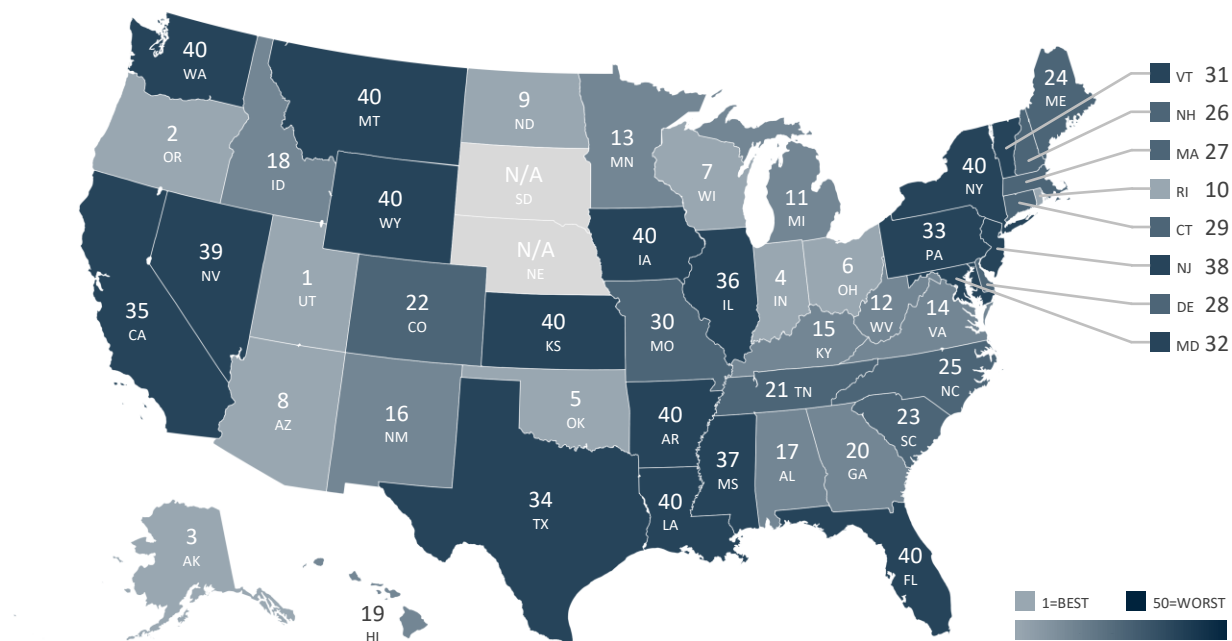 40
WA
40
MT
9
ND
13
MN
24
ME
VT 31
NH 26
MA 27
RI 10
CT 29
NJ 38
DE 28
MD 32
2
OR
18
ID
40
WY
N/A
SD
7
WI
11
MI
40
NY
39
NV
N/A
NE
40
IA
33
PA
35
CA
1
UT
22
CO
40
KS
30
MO
36
IL
4
IN
6
OH
12
WV
14
VA
15
KY
25
NC
21 TN
8
AZ
16
NM
5
OK
40
AR
23
SC
37
MS
17
AL
20
GA
34
TX
40
LA
40
FL
3
AK
19
HI
1=BEST 50=WORST